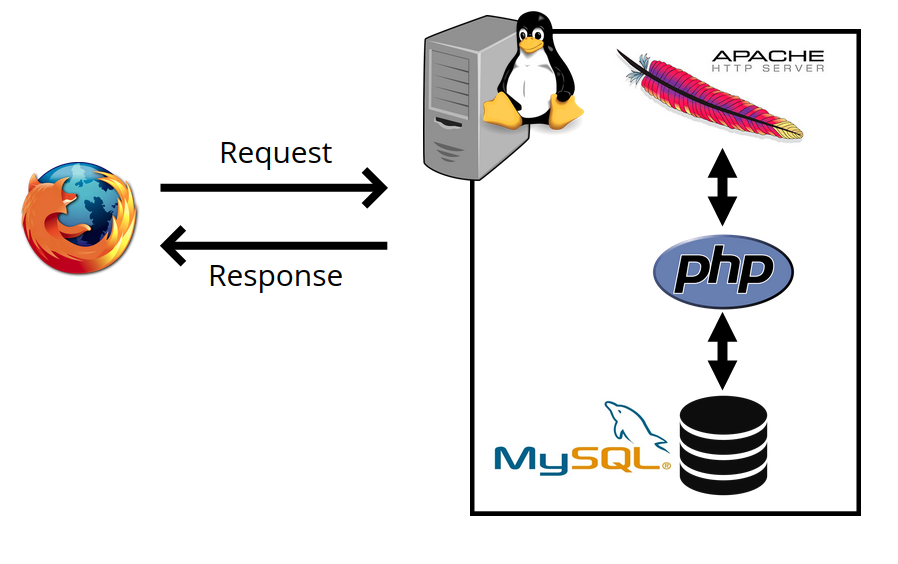 APACHE
HTTP SERVER
Request
Response
php
MySQL®